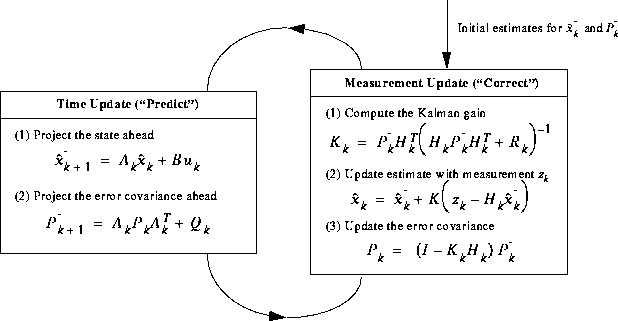 Initial estimates for x̂⁻ₖ and P⁻ₖ
Time Update (“Predict”)
(1) Project the state ahead
x̂⁻ₖ₊₁ = Aₖx̂ₖ + Buₖ
(2) Project the error covariance ahead
P⁻ₖ₊₁ = AₖPₖAₖᵀ + Qₖ
Measurement Update (“Correct”)
(1) Compute the Kalman gain
Kₖ = P⁻ₖHₖᵀ(HₖP⁻ₖHₖᵀ + Rₖ)⁻¹
(2) Update estimate with measurement zₖ
x̂ₖ = x̂⁻ₖ + K(zₖ − Hₖx̂⁻ₖ)
(3) Update the error covariance
Pₖ = (I − KₖHₖ)P⁻ₖ